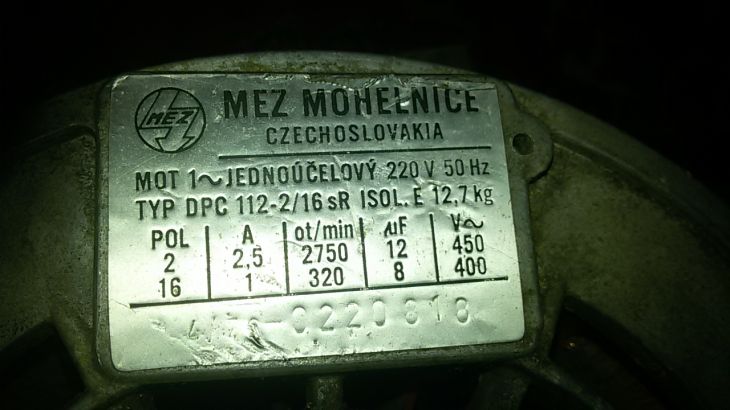 MEZ MEZ MOHELNICE
CZECHOSLOVAKIA
MOT 1~ JEDNOÚČELOVÝ 220 V 50 Hz
TYP DPC 112-2/16 sR ISOL. E 12,7 kg
POL A ot/min µF V~
2 2,5 2750 12 450
16 1 320 8 400
0220818